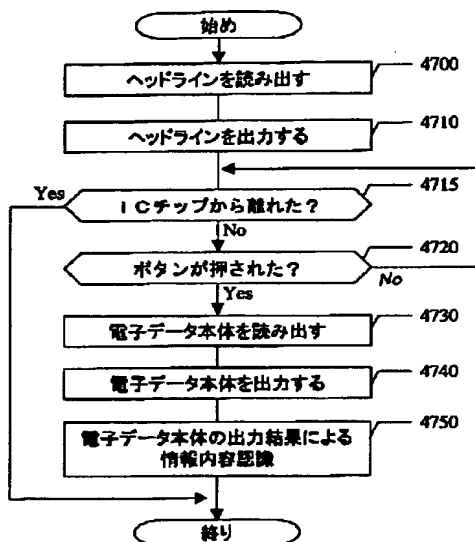 始め
ヘッドラインを読み出す
4700
ヘッドラインを出力する
4710
Yes
ICチップから離れた？
4715
No
ボタンが押された？
4720
No
Yes
電子データ本体を読み出す
4730
電子データ本体を出力する
4740
電子データ本体の出力結果による
情報内容認識
4750
終り